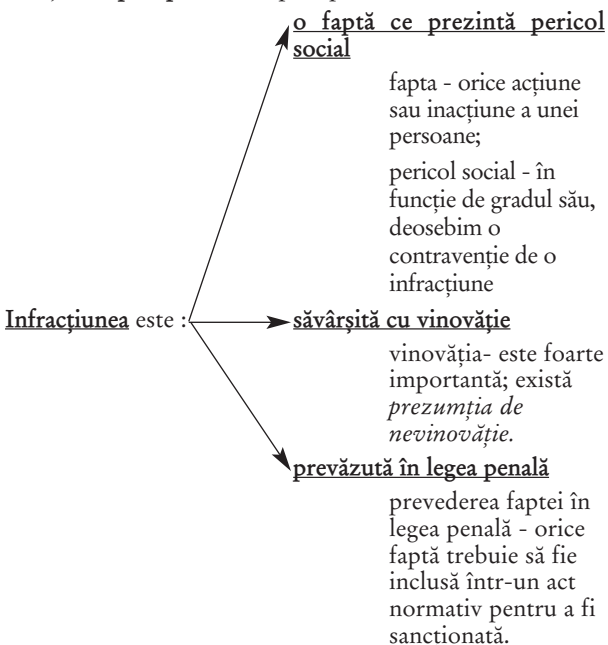 o faptă ce prezintă pericol
social
fapta - orice acțiune
sau inacțiune a unei
persoane;
pericol social - în
funcție de gradul său,
deosebim o
contravenție de o
infracțiune
Infracțiunea este :
săvârșită cu vinovăție
vinovăția- este foarte
importantă; există
prezumția de
nevinovăție.
prevăzută în legea penală
prevederea faptei în
legea penală - orice
faptă trebuie să fie
inclusă într-un act
normativ pentru a fi
sanctionată.